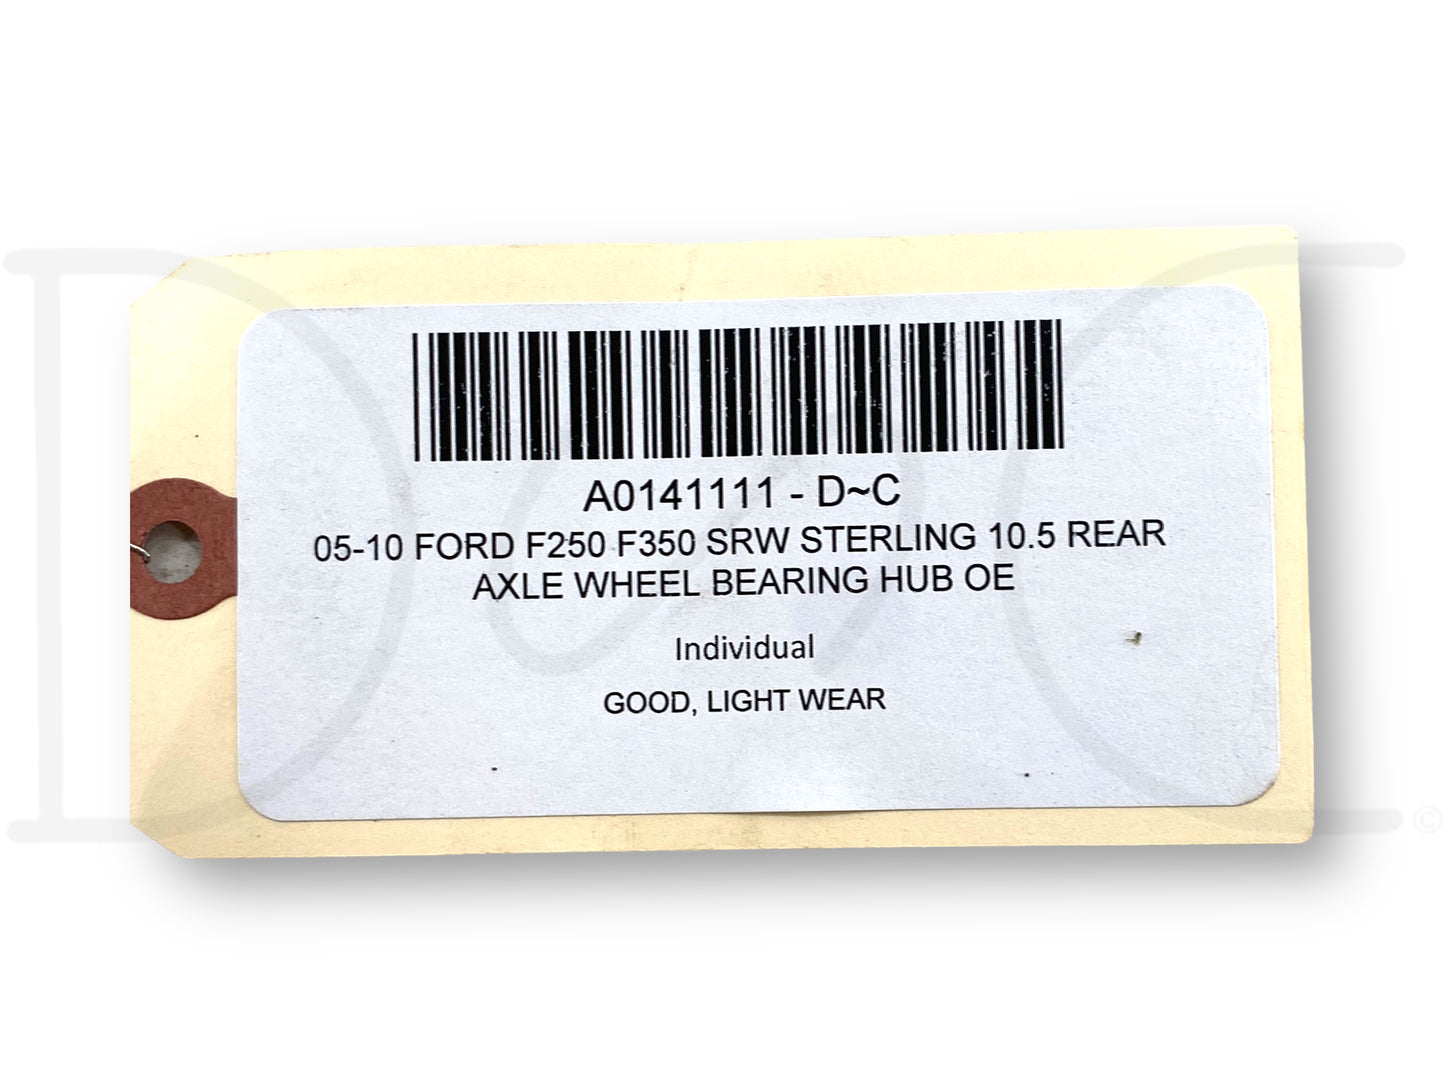 A0141111 - D~C
05-10 FORD F250 F350 SRW STERLING 10.5 REAR
AXLE WHEEL BEARING HUB OE
Individual
GOOD, LIGHT WEAR
D~C
©